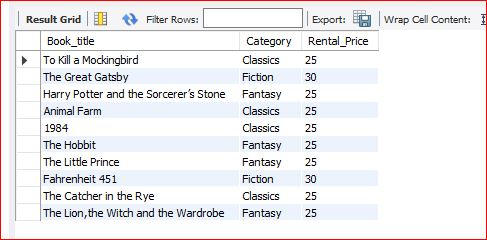 Result Grid Filter Rows: Export: Wrap Cell Content:
Book_title Category Rental_Price
To Kill a Mockingbird Classics 25
The Great Gatsby Fiction 30
Harry Potter and the Sorcerer's Stone Fantasy 25
Animal Farm Classics 25
1984 Classics 25
The Hobbit Fantasy 25
The Little Prince Fantasy 25
Fahrenheit 451 Fiction 30
The Catcher in the Rye Classics 25
The Lion,the Witch and the Wardrobe Fantasy 25